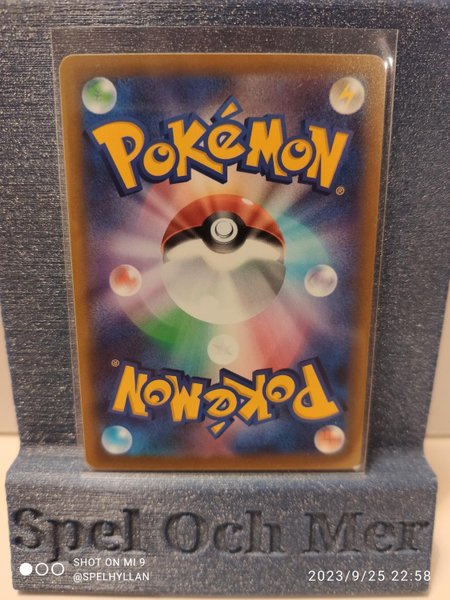 POKéMON®
POKéMON®
Spel Och Mer
SHOT ON MI 9
@SPELHYLLAN
2023/9/25 22:58